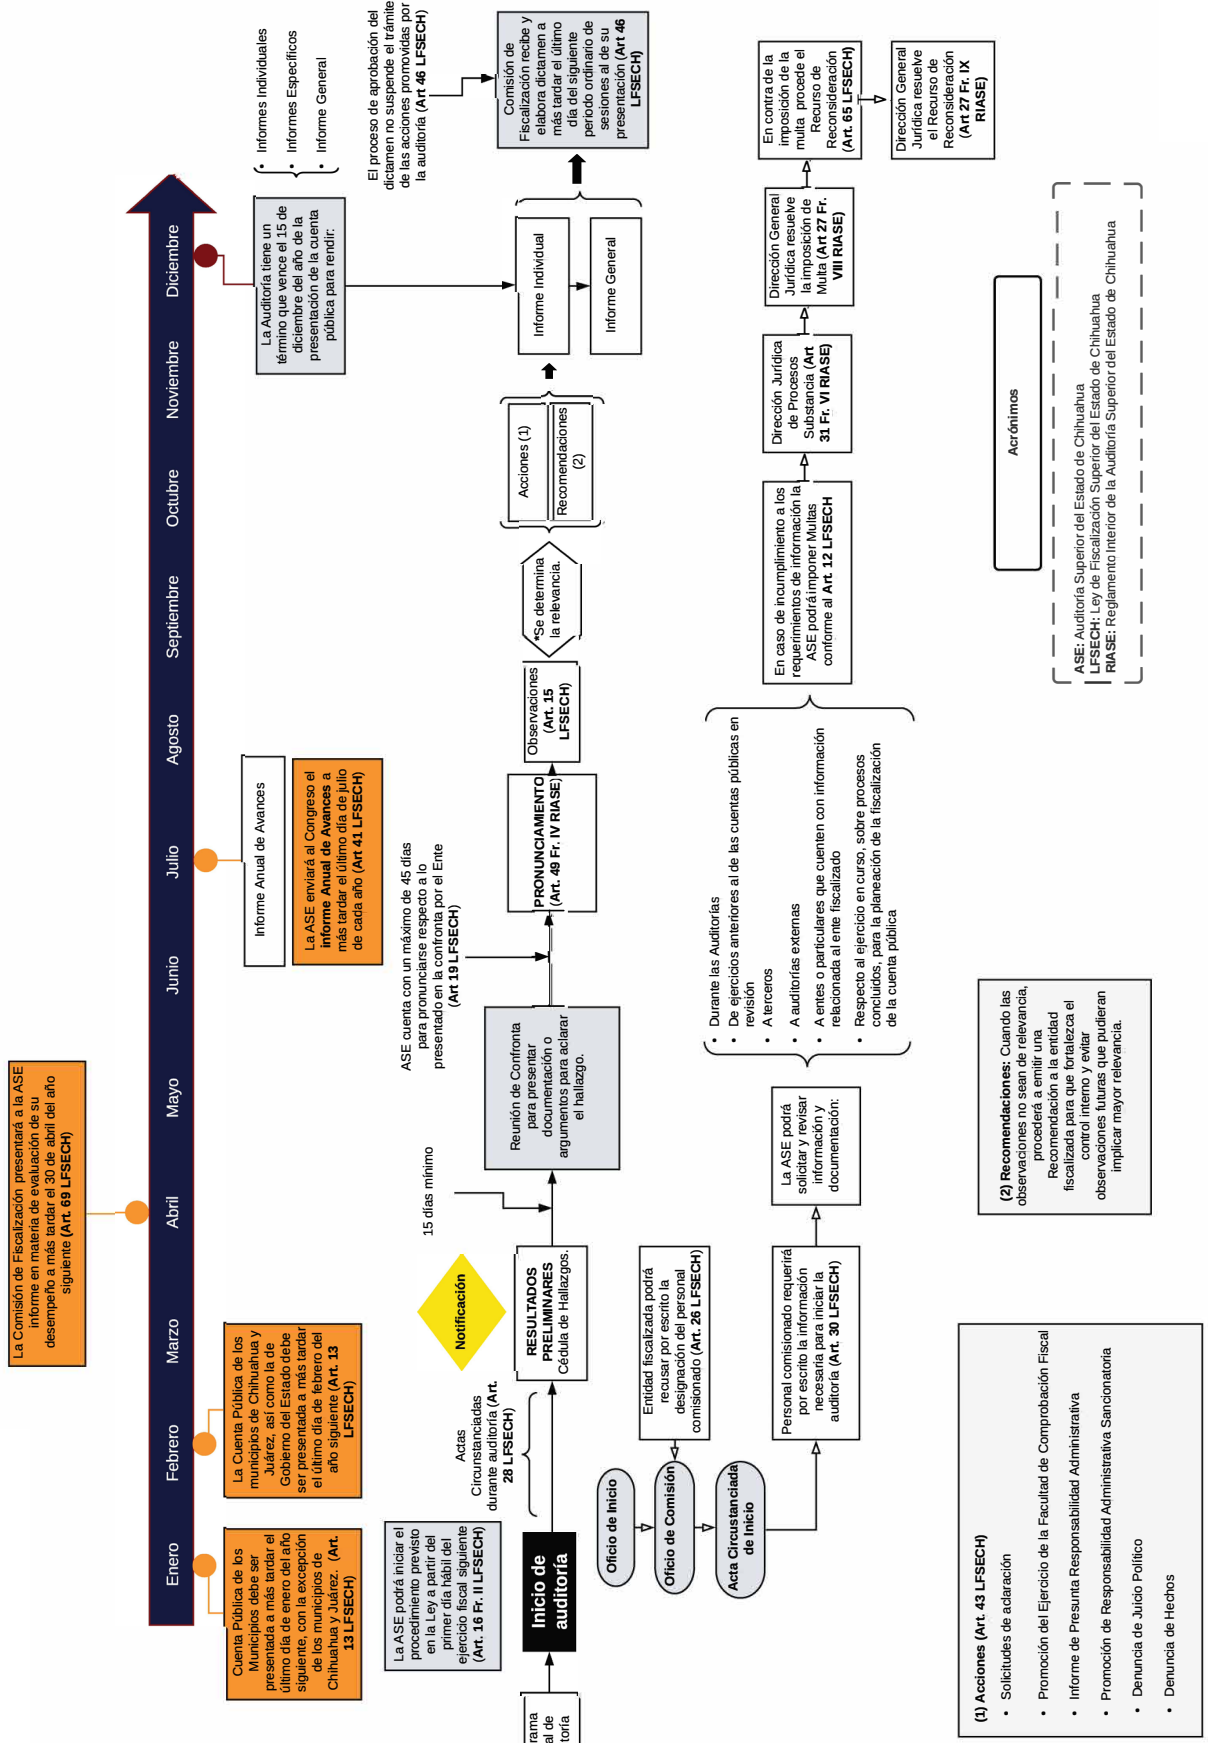 La Comisión de Fiscalización presentará a la ASE
informe en materia de evaluación de su
desempeño a más tardar el 30 de abril del año
siguiente (Art. 69 LFSECH)
Enero
Febrero
Marzo
Abril
Mayo
Junio
Julio
Agosto
Septiembre
Octubre
Noviembre
Diciembre
Cuenta Pública de los
Municipios debe ser
presentada a más tardar el
último día de enero del año
siguiente, con la excepción
de los municipios de
Chihuahua y Juárez. (Art.
13 LFSECH)
La Cuenta Pública de los
municipios de Chihuahua y
Juárez, así como la de
Gobierno del Estado debe
ser presentada a más tardar
el último día de febrero del
año siguiente (Art. 13
LFSECH)
Informe Anual de Avances
La ASE enviará al Congreso el
informe Anual de Avances a
más tardar el último día de julio
de cada año (Art 41 LFSECH)
La Auditoría tiene un
término que vence el 15 de
diciembre del año de la
presentación de la cuenta
pública para rendir:
• Informes Individuales
• Informes Específicos
• Informe General
La ASE podrá iniciar el
procedimiento previsto
en la Ley a partir del
primer día hábil del
ejercicio fiscal siguiente
(Art. 16 Fr. II LFSECH)
Inicio de
auditoría
Actas
Circunstanciadas
durante auditoría (Art.
28 LFSECH)
Notificación
RESULTADOS
PRELIMINARES
Cédula de Hallazgos.
15 días mínimo
Reunión de Confronta
para presentar
documentación o
argumentos para aclarar
el hallazgo.
ASE cuenta con un máximo de 45 días
para pronunciarse respecto a lo
presentado en la confronta por el Ente
(Art 19 LFSECH)
PRONUNCIAMIENTO
(Art. 49 Fr. IV RIASE)
Observaciones
(Art. 15
LFSECH)
*Se determina
la relevancia.
Acciones (1)
Recomendaciones
(2)
Informe Individual
Informe General
El proceso de aprobación del
dictamen no suspende el trámite
de las acciones promovidas por
la auditoría (Art 46 LFSECH)
Comisión de
Fiscalización recibe y
elabora dictamen a
más tardar el último
día del siguiente
periodo ordinario de
sesiones al de su
presentación (Art 46
LFSECH)
Oficio de Inicio
Oficio de Comisión
Acta Circustanciada
de Inicio
Entidad fiscalizada podrá
recusar por escrito la
designación del personal
comisionado (Art. 26 LFSECH)
Personal comisionado requerirá
por escrito la información
necesaria para iniciar la
auditoría (Art. 30 LFSECH)
La ASE podrá
solicitar y revisar
información y
documentación:
• Durante las Auditorías
• De ejercicios anteriores al de las cuentas públicas en
revisión
• A terceros
• A auditorías externas
• A entes o particulares que cuenten con información
relacionada al ente fiscalizado
• Respecto al ejercicio en curso, sobre procesos
concluidos, para la planeación de la fiscalización
de la cuenta pública
En caso de incumplimiento a los
requerimientos de información la
ASE podrá imponer Multas
conforme al Art. 12 LFSECH
Dirección Jurídica
de Procesos
Substancia (Art
31 Fr. VI RIASE)
Dirección General
Jurídica resuelve
la imposición de
Multa (Art 27 Fr.
VIII RIASE)
En contra de la
imposición de la
multa procede el
Recurso de
Reconsideración
(Art. 65 LFSECH)
Dirección General
Jurídica resuelve
el Recurso de
Reconsideración
(Art 27 Fr. IX
RIASE)
(1) Acciones (Art. 43 LFSECH)
• Solicitudes de aclaración
• Promoción del Ejercicio de la Facultad de Comprobación Fiscal
• Informe de Presunta Responsabilidad Administrativa
• Promoción de Responsabilidad Administrativa Sancionatoria
• Denuncia de Juicio Político
• Denuncia de Hechos
(2) Recomendaciones: Cuando las
observaciones no sean de relevancia,
procederá a emitir una
Recomendación a la entidad
fiscalizada para que fortalezca el
control interno y evitar
observaciones futuras que pudieran
implicar mayor relevancia.
Acrónimos
ASE: Auditoría Superior del Estado de Chihuahua
LFSECH: Ley de Fiscalización Superior del Estado de Chihuahua
RIASE: Reglamento Interior de la Auditoría Superior del Estado de Chihuahua